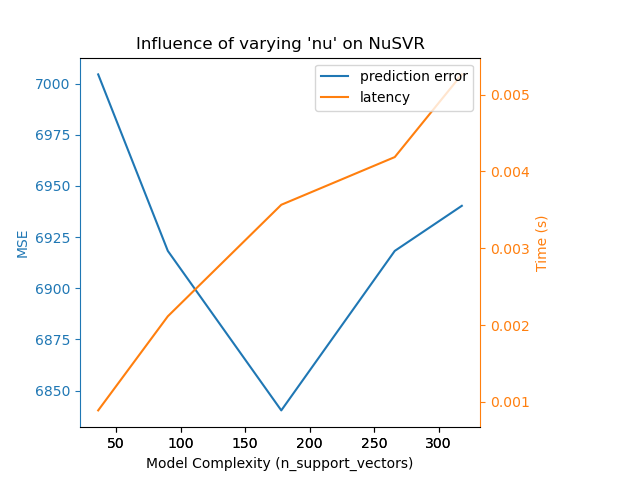 Influence of varying 'nu' on NuSVR
prediction error
latency
7000
6975
6950
6925
6900
6875
6850
MSE
0.005
0.004
0.003
0.002
0.001
Time (s)
50 100 150 200 250 300
Model Complexity (n_support_vectors)